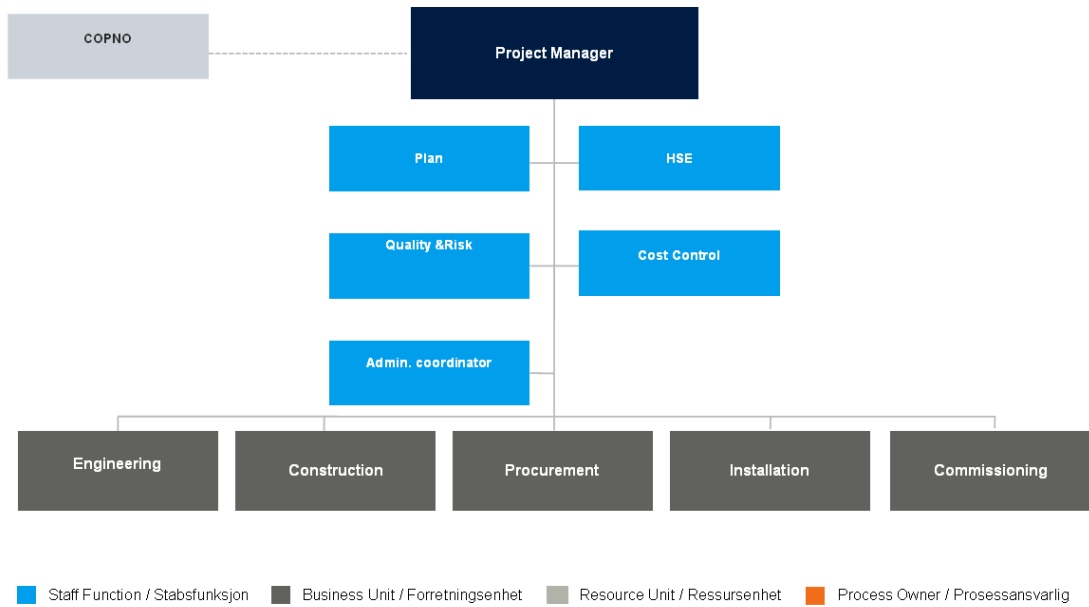 COPNO
Project Manager
Plan
HSE
Quality &Risk
Cost Control
Admin. coordinator
Engineering
Construction
Procurement
Installation
Commissioning
Staff Function / Stabsfunksjon
Business Unit / Forretningsenhet
Resource Unit / Ressursenhet
Process Owner / Prosessansvarlig